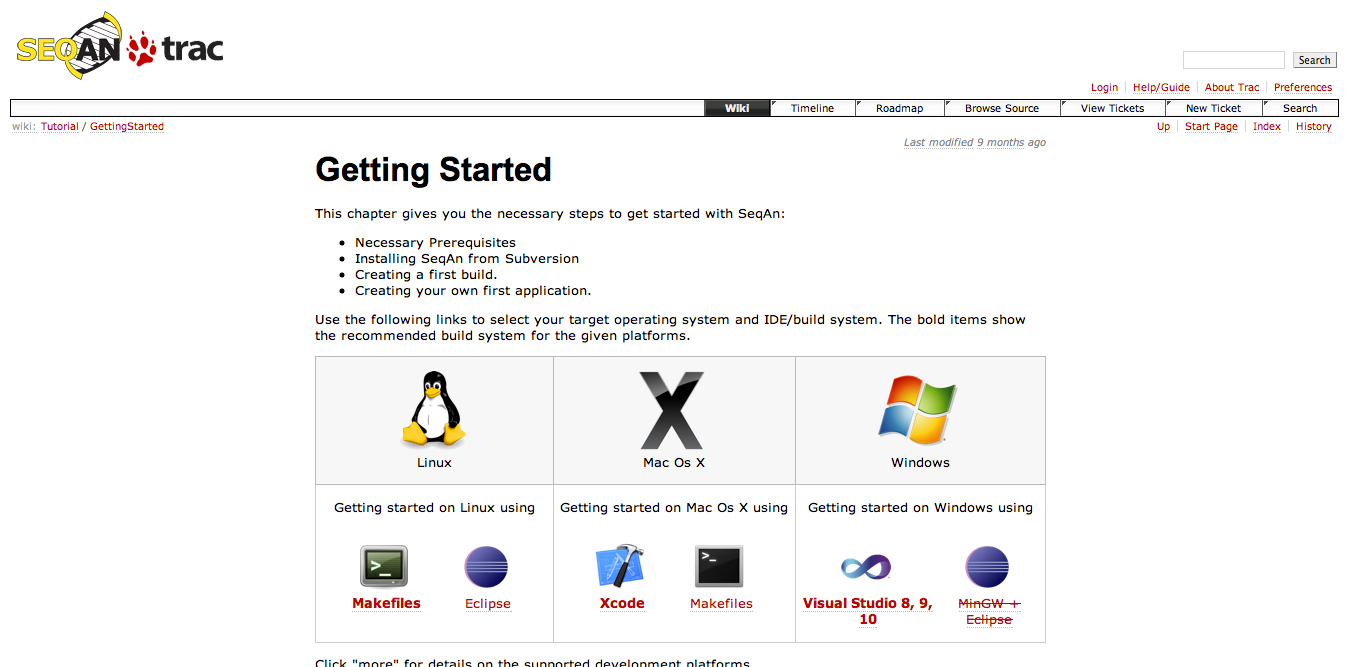 SEQAN trac
Search
Login Help/Guide About Trac Preferences
Wiki Timeline Roadmap Browse Source View Tickets New Ticket Search
wiki: Tutorial / GettingStarted
Up Start Page Index History
Last modified 9 months ago
Getting Started
This chapter gives you the necessary steps to get started with SeqAn:
• Necessary Prerequisites
• Installing SeqAn from Subversion
• Creating a first build.
• Creating your own first application.
Use the following links to select your target operating system and IDE/build system. The bold items show
the recommended build system for the given platforms.
Linux Mac Os X Windows
Getting started on Linux using Getting started on Mac Os X using Getting started on Windows using
Makefiles Eclipse Xcode Makefiles Visual Studio 8, 9, MinGW +
10 Eclipse
Click "more" for details on the supported development platforms.